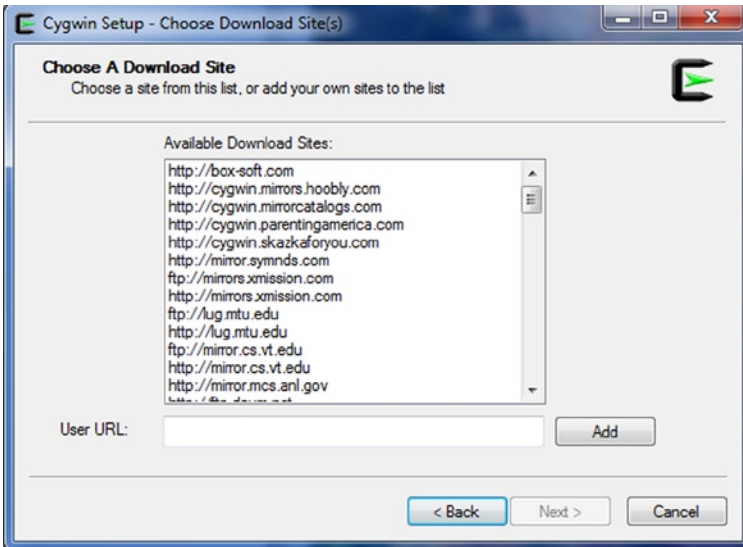 Cygwin Setup - Choose Download Site(s)
Choose A Download Site
Choose a site from this list, or add your own sites to the list
Available Download Sites:
http://box-soft.com
http://cygwin.mirrors.hoobly.com
http://cygwin.mirrorcatalogs.com
http://cygwin.parentingamerica.com
http://cygwin.skazkaforyou.com
http://mirror.symnds.com
ftp://mirrors.xmission.com
http://mirrors.xmission.com
ftp://lug.mtu.edu
http://lug.mtu.edu
ftp://mirror.cs.vt.edu
http://mirror.cs.vt.edu
http://mirror.mcs.anl.gov
User URL:
Add
< Back
Next >
Cancel